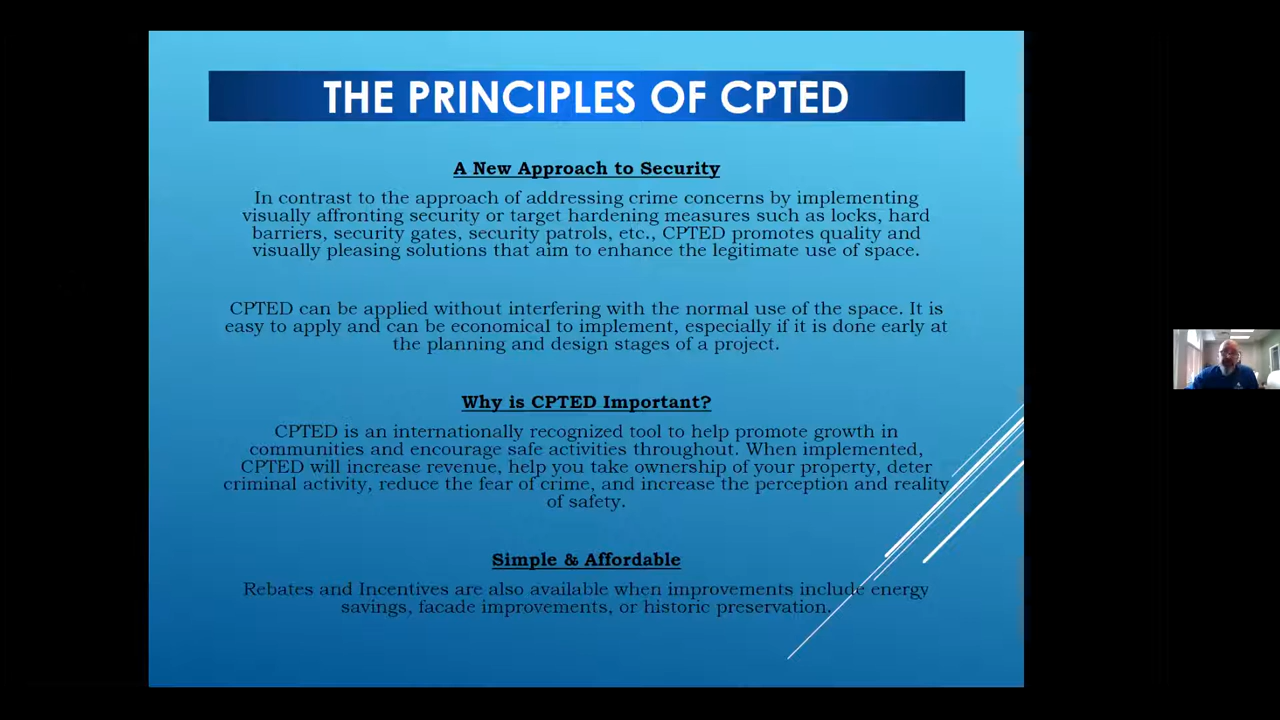 THE PRINCIPLES OF CPTED
A New Approach to Security
In contrast to the approach of addressing crime concerns by implementing
visually affronting security or target hardening measures such as locks, hard
barriers, security gates, security patrols, etc., CPTED promotes quality and
visually pleasing solutions that aim to enhance the legitimate use of space.
CPTED can be applied without interfering with the normal use of the space. It is
easy to apply and can be economical to implement, especially if it is done early at
the planning and design stages of a project.
Why is CPTED Important?
CPTED is an internationally recognized tool to help promote growth in
communities and encourage safe activities throughout. When implemented,
CPTED will increase revenue, help you take ownership of your property, deter
criminal activity, reduce the fear of crime, and increase the perception and reality
of safety.
Simple & Affordable
Rebates and Incentives are also available when improvements include energy
savings, facade improvements, or historic preservation.